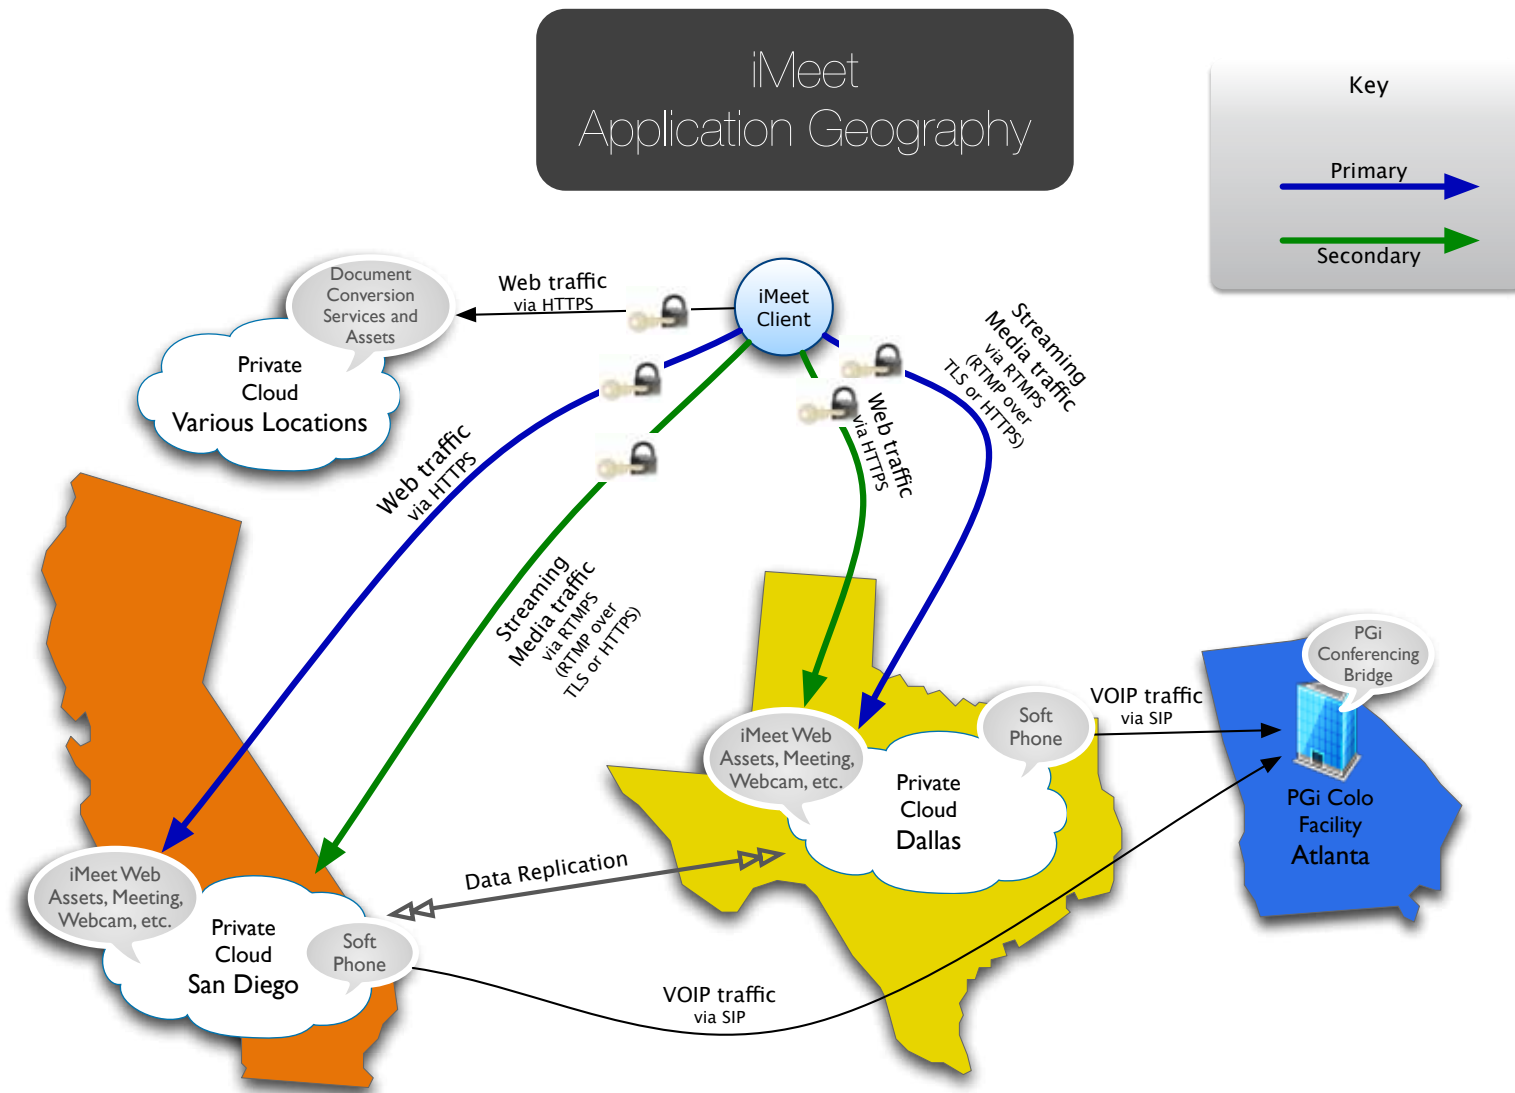 iMeet
Application Geography
Key
Primary
Secondary
Document
Conversion
Services and
Assets
Web traffic
via HTTPS
iMeet
Client
Private
Cloud
Various Locations
Streaming
Media traffic
via RTMPS
(RTMP over
TLS or HTTPS)
Web traffic
via HTTPS
Web traffic
via HTTPS
Streaming
Media traffic
via RTMPS
(RTMP over
TLS or HTTPS)
PGi
Conferencing
Bridge
Soft
Phone
VOIP traffic
via SIP
iMeet Web
Assets, Meeting,
Webcam, etc.
Private
Cloud
Dallas
PGi Colo
Facility
Atlanta
Data Replication
iMeet Web
Assets, Meeting,
Webcam, etc.
Private
Cloud
San Diego
Soft
Phone
VOIP traffic
via SIP